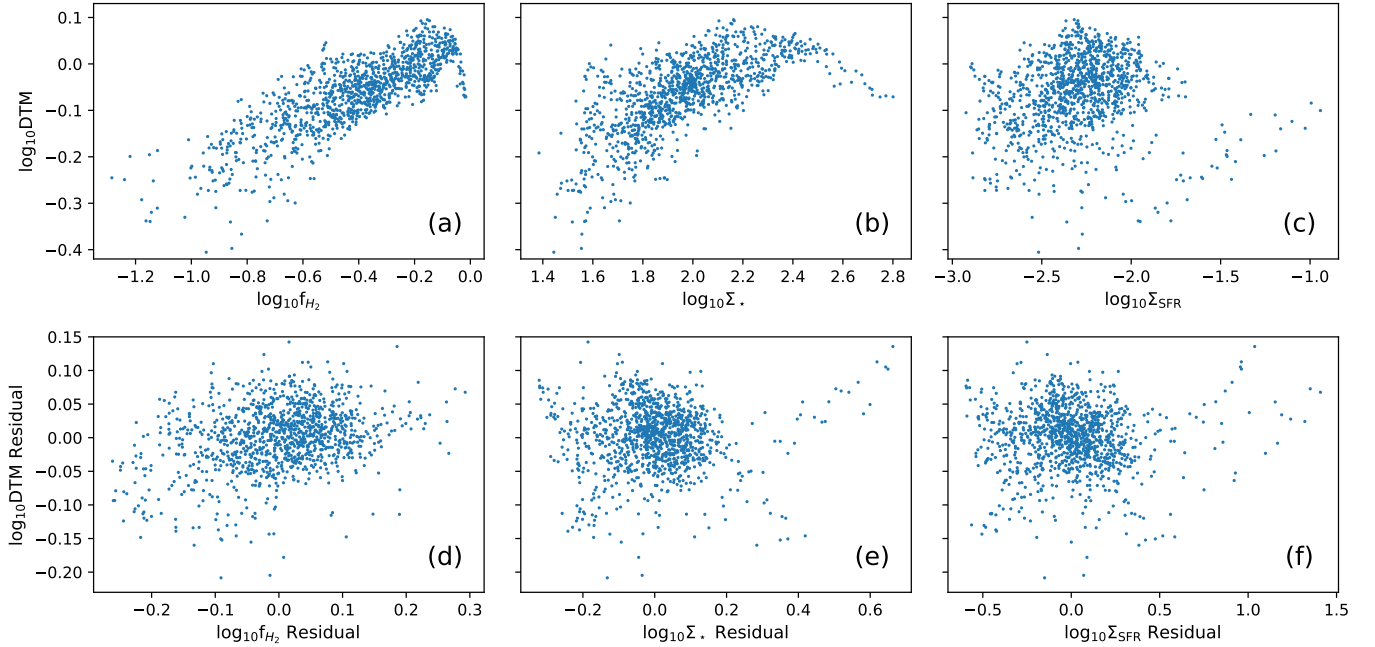 log₁₀DTM
0.1
0.0
−0.1
−0.2
−0.3
−0.4
(a)
−1.2 −1.0 −0.8 −0.6 −0.4 −0.2 0.0
log₁₀f_H₂
(b)
1.4 1.6 1.8 2.0 2.2 2.4 2.6 2.8
log₁₀Σ⋆
(c)
−3.0 −2.5 −2.0 −1.5 −1.0
log₁₀Σ_SFR
log₁₀DTM Residual
0.15
0.10
0.05
0.00
−0.05
−0.10
−0.15
−0.20
(d)
−0.2 −0.1 0.0 0.1 0.2 0.3
log₁₀f_H₂ Residual
(e)
−0.2 0.0 0.2 0.4 0.6
log₁₀Σ⋆ Residual
(f)
−0.5 0.0 0.5 1.0 1.5
log₁₀Σ_SFR Residual